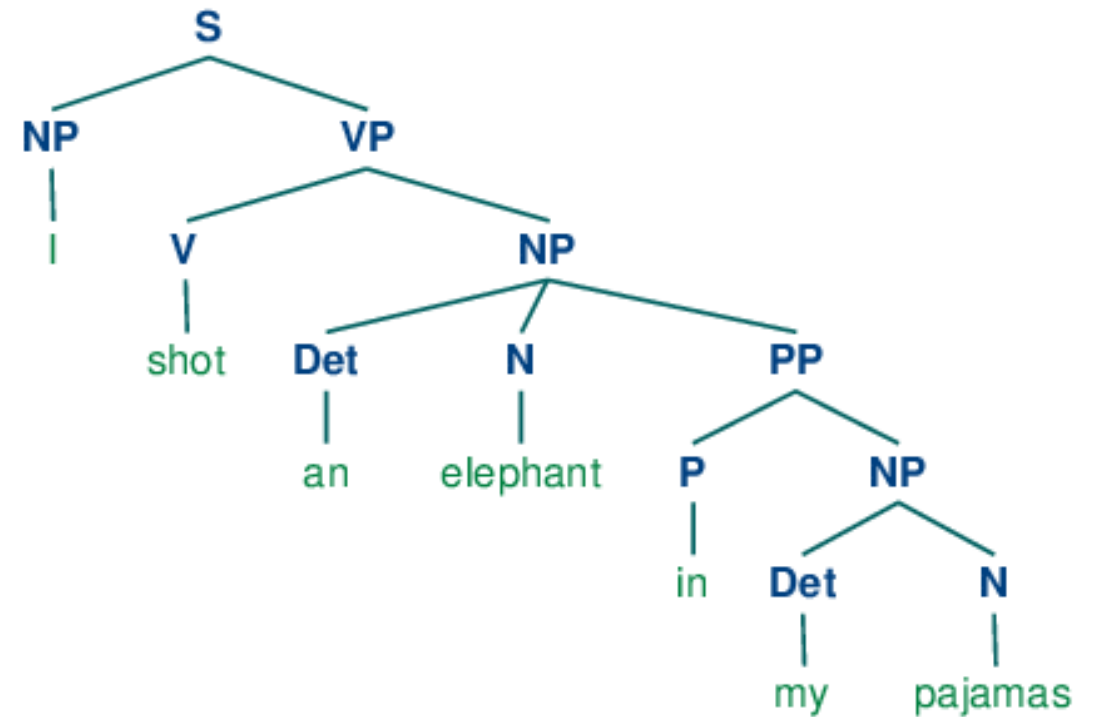 S
NP VP
I V NP
shot Det N PP
an elephant P NP
in Det N
my pajamas